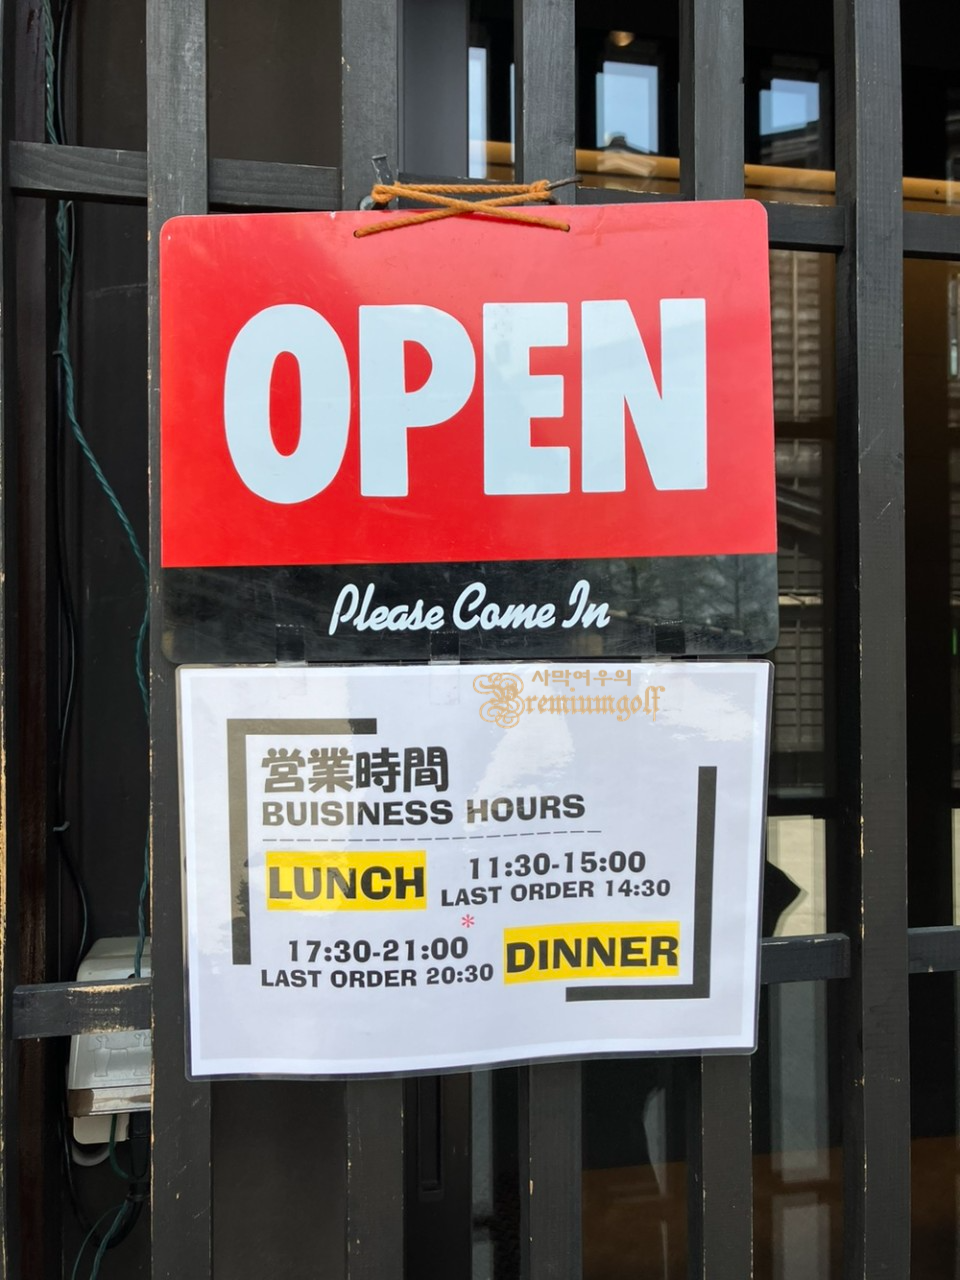 OPEN
Please Come In
사막여우의
Premiumgolf
営業時間
BUISINESS HOURS
LUNCH
11:30-15:00
LAST ORDER 14:30
*
17:30-21:00
LAST ORDER 20:30
DINNER